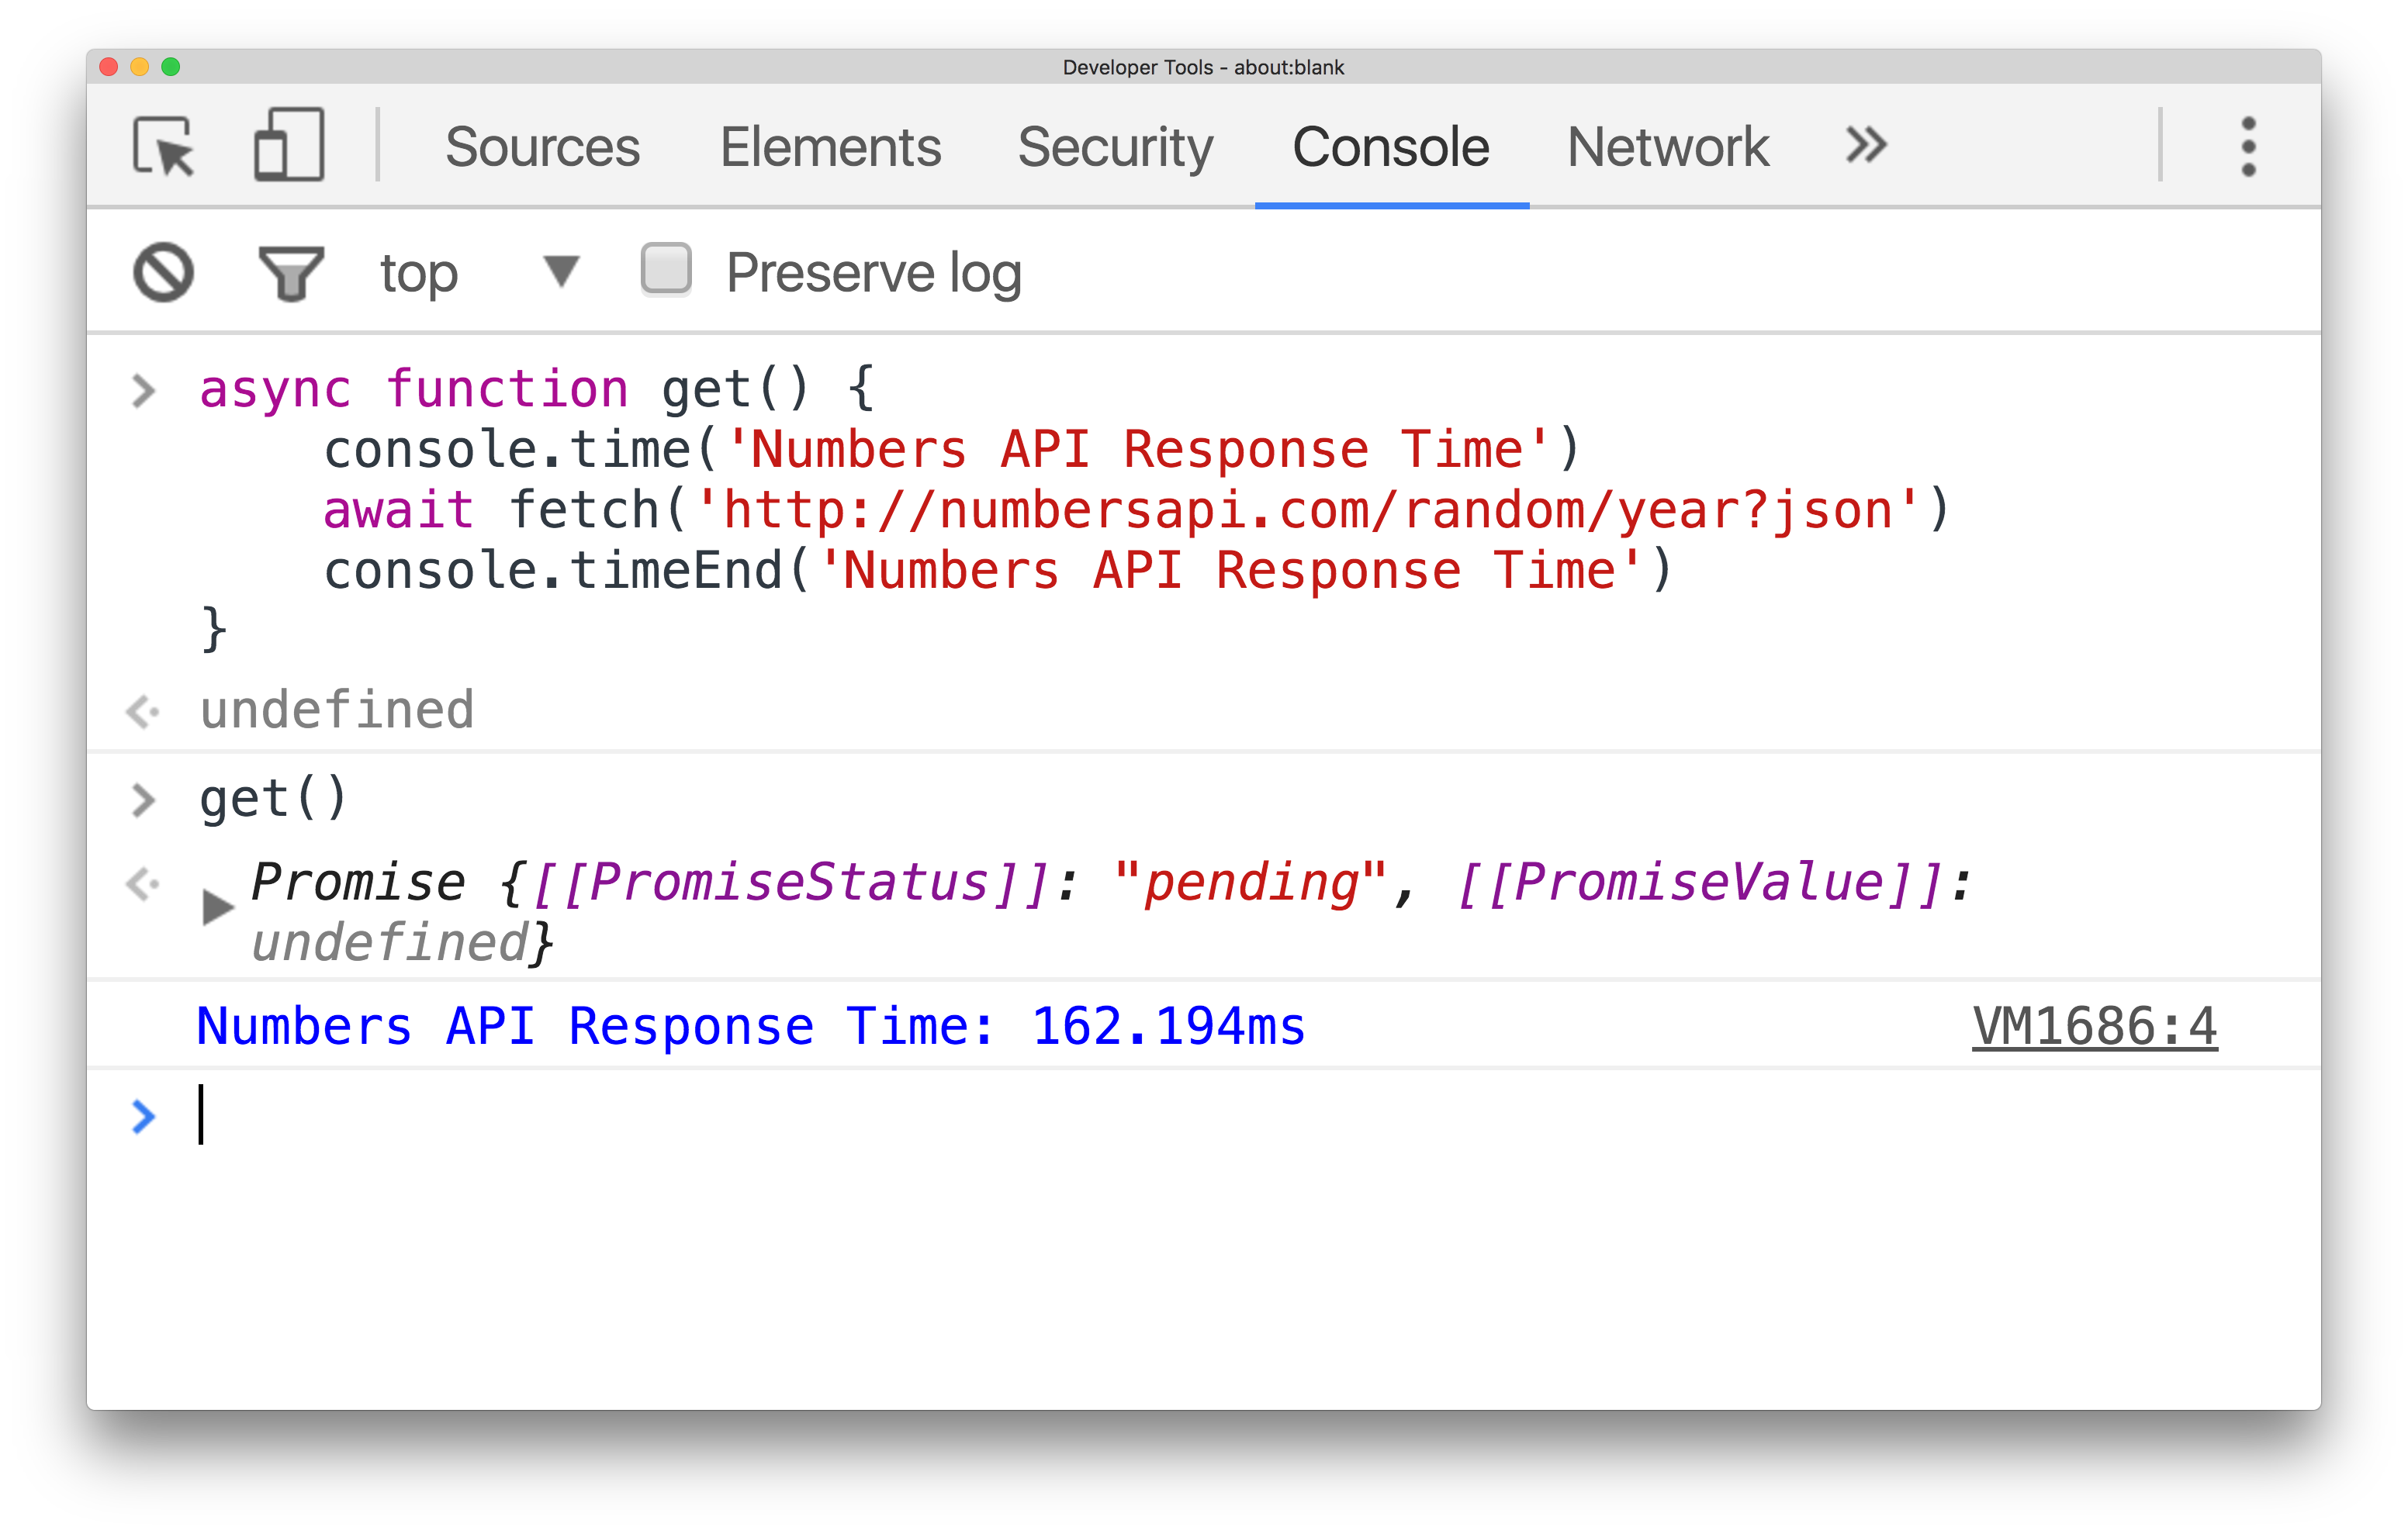 Developer Tools - about:blank
Sources Elements Security Console Network
top Preserve log
async function get() {
    console.time('Numbers API Response Time')
    await fetch('http://numbersapi.com/random/year?json')
    console.timeEnd('Numbers API Response Time')
}
undefined
get()
Promise {[[PromiseStatus]]: "pending", [[PromiseValue]]:
undefined}
Numbers API Response Time: 162.194ms VM1686:4